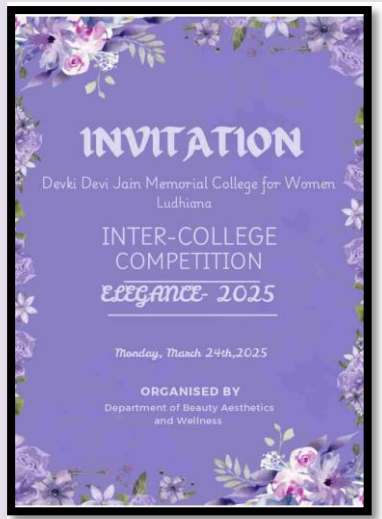 INVITATION
Devki Devi Jain Memorial College for Women
Ludhiana
INTER-COLLEGE
COMPETITION
ELEGANCE- 2025
Monday, March 24th,2025
ORGANISED BY
Department of Beauty Aesthetics
and Wellness